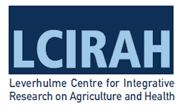 LCIRAH
Leverhulme Centre for Integrative
Research on Agriculture and Health